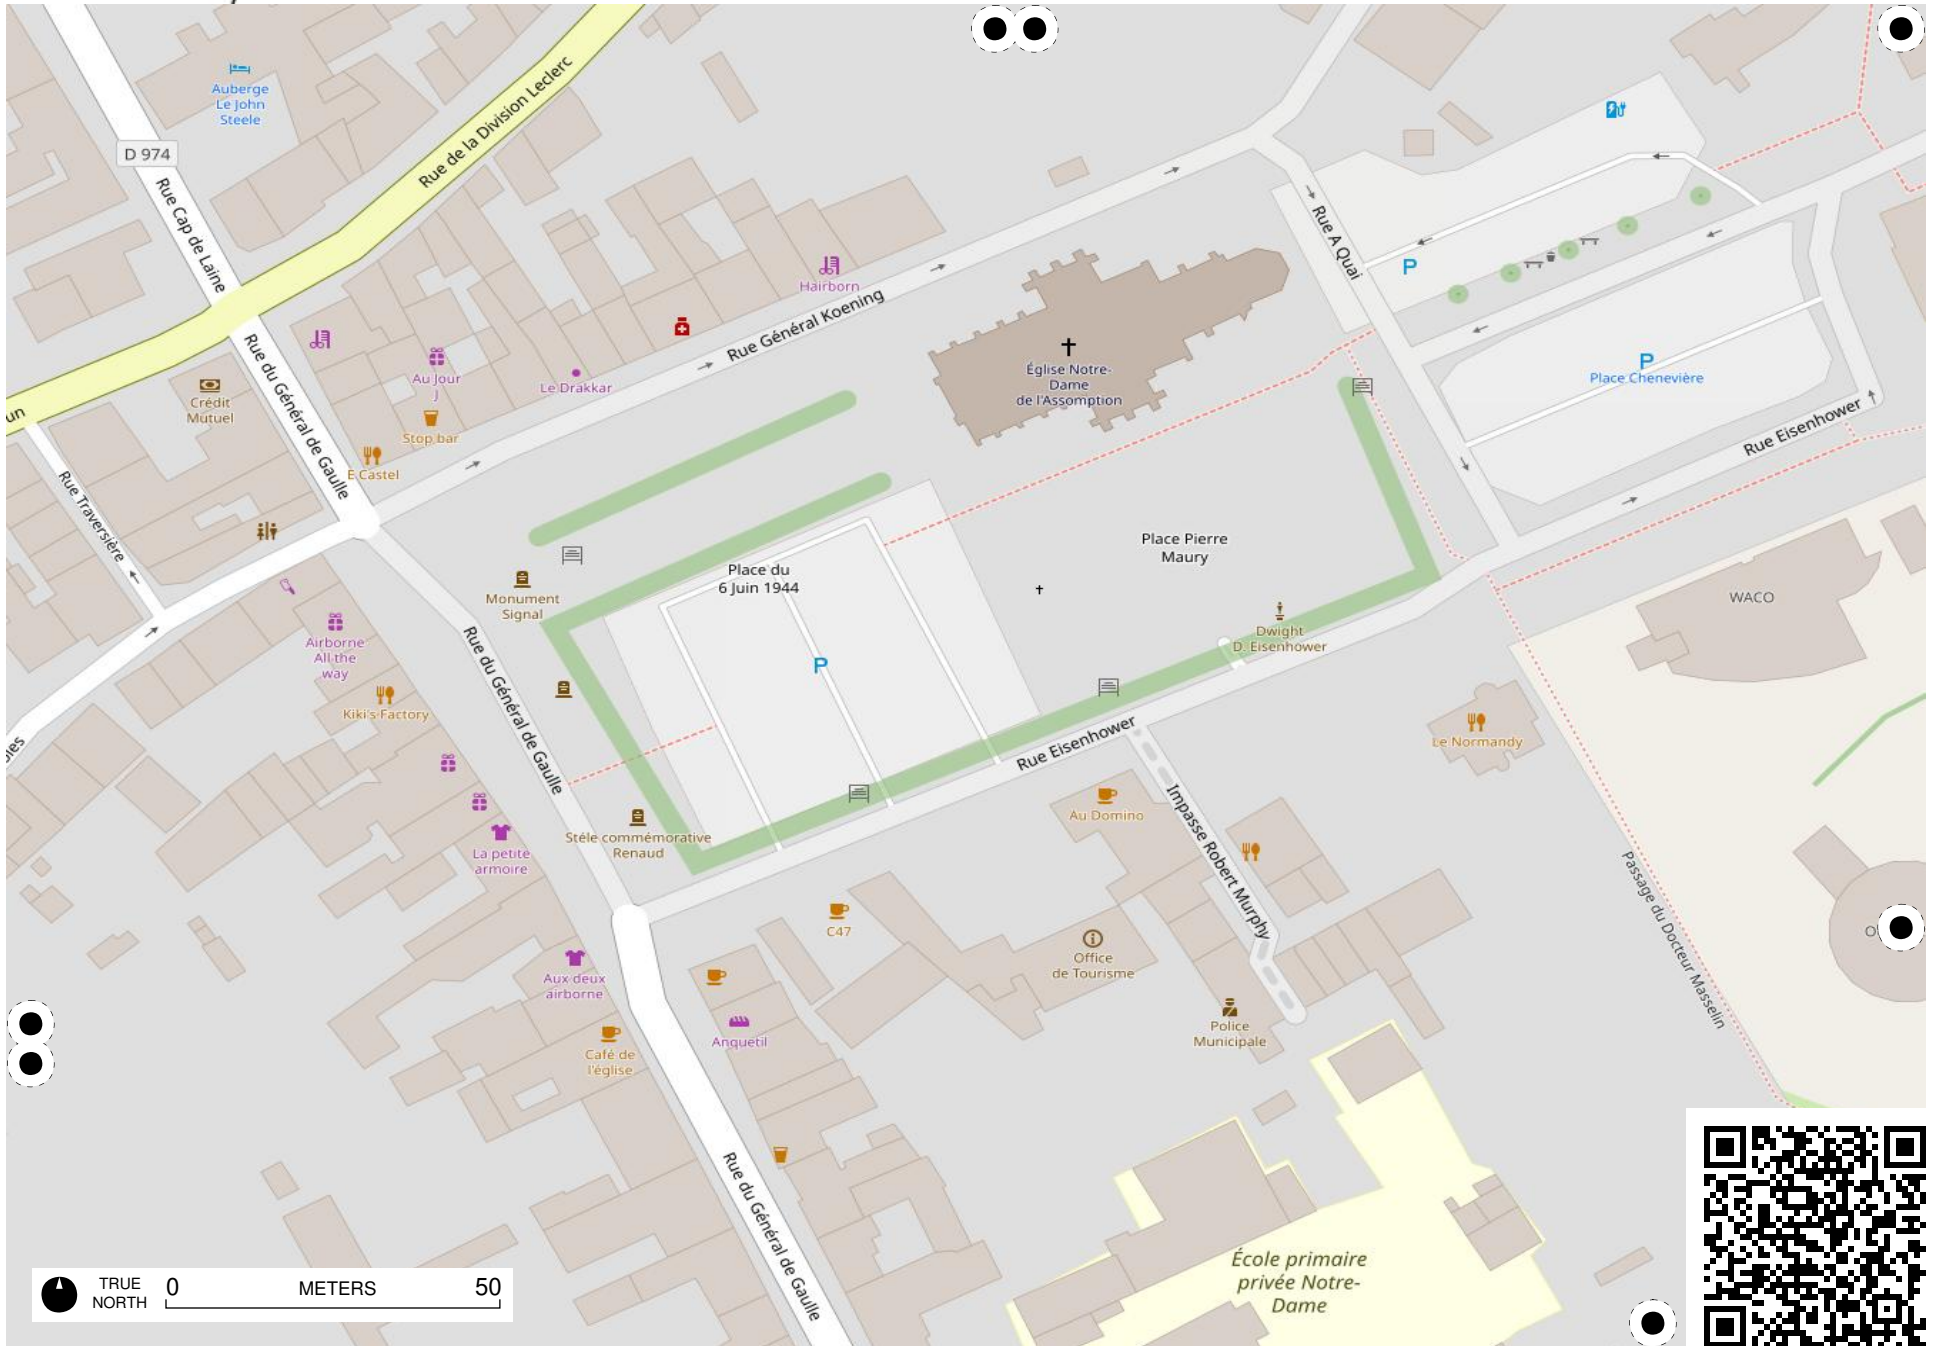 Auberge
Le John
Steele
D 974
Rue de la Division Leclerc
Rue Cap de Laine
Rue du Général de Gaulle
Hairborn
Rue Général Koening
Rue A Quai
P
Crédit
Mutuel
Au Jour
J
Le Drakkar
Église Notre-
Dame
de l'Assomption
P
Place Chenevière
un
Stop bar
E Castel
Rue Eisenhower
Rue Traversière
Place du
6 Juin 1944
Place Pierre
Maury
Monument
Signal
WACO
Airborne
All the
way
Dwight
D. Eisenhower
P
Kiki's Factory
Rue du Général de Gaulle
Rue Eisenhower
Le Normandy
La petite
armoire
Stéle commémorative
Renaud
Au Domino
Impasse Robert Murphy
Passage du Docteur Masselin
C47
Office
de Tourisme
Aux deux
airborne
Anquetil
Café de
l'église
Police
Municipale
Rue du Général de Gaulle
École primaire
privée Notre-
Dame
TRUE
NORTH
0 METERS 50